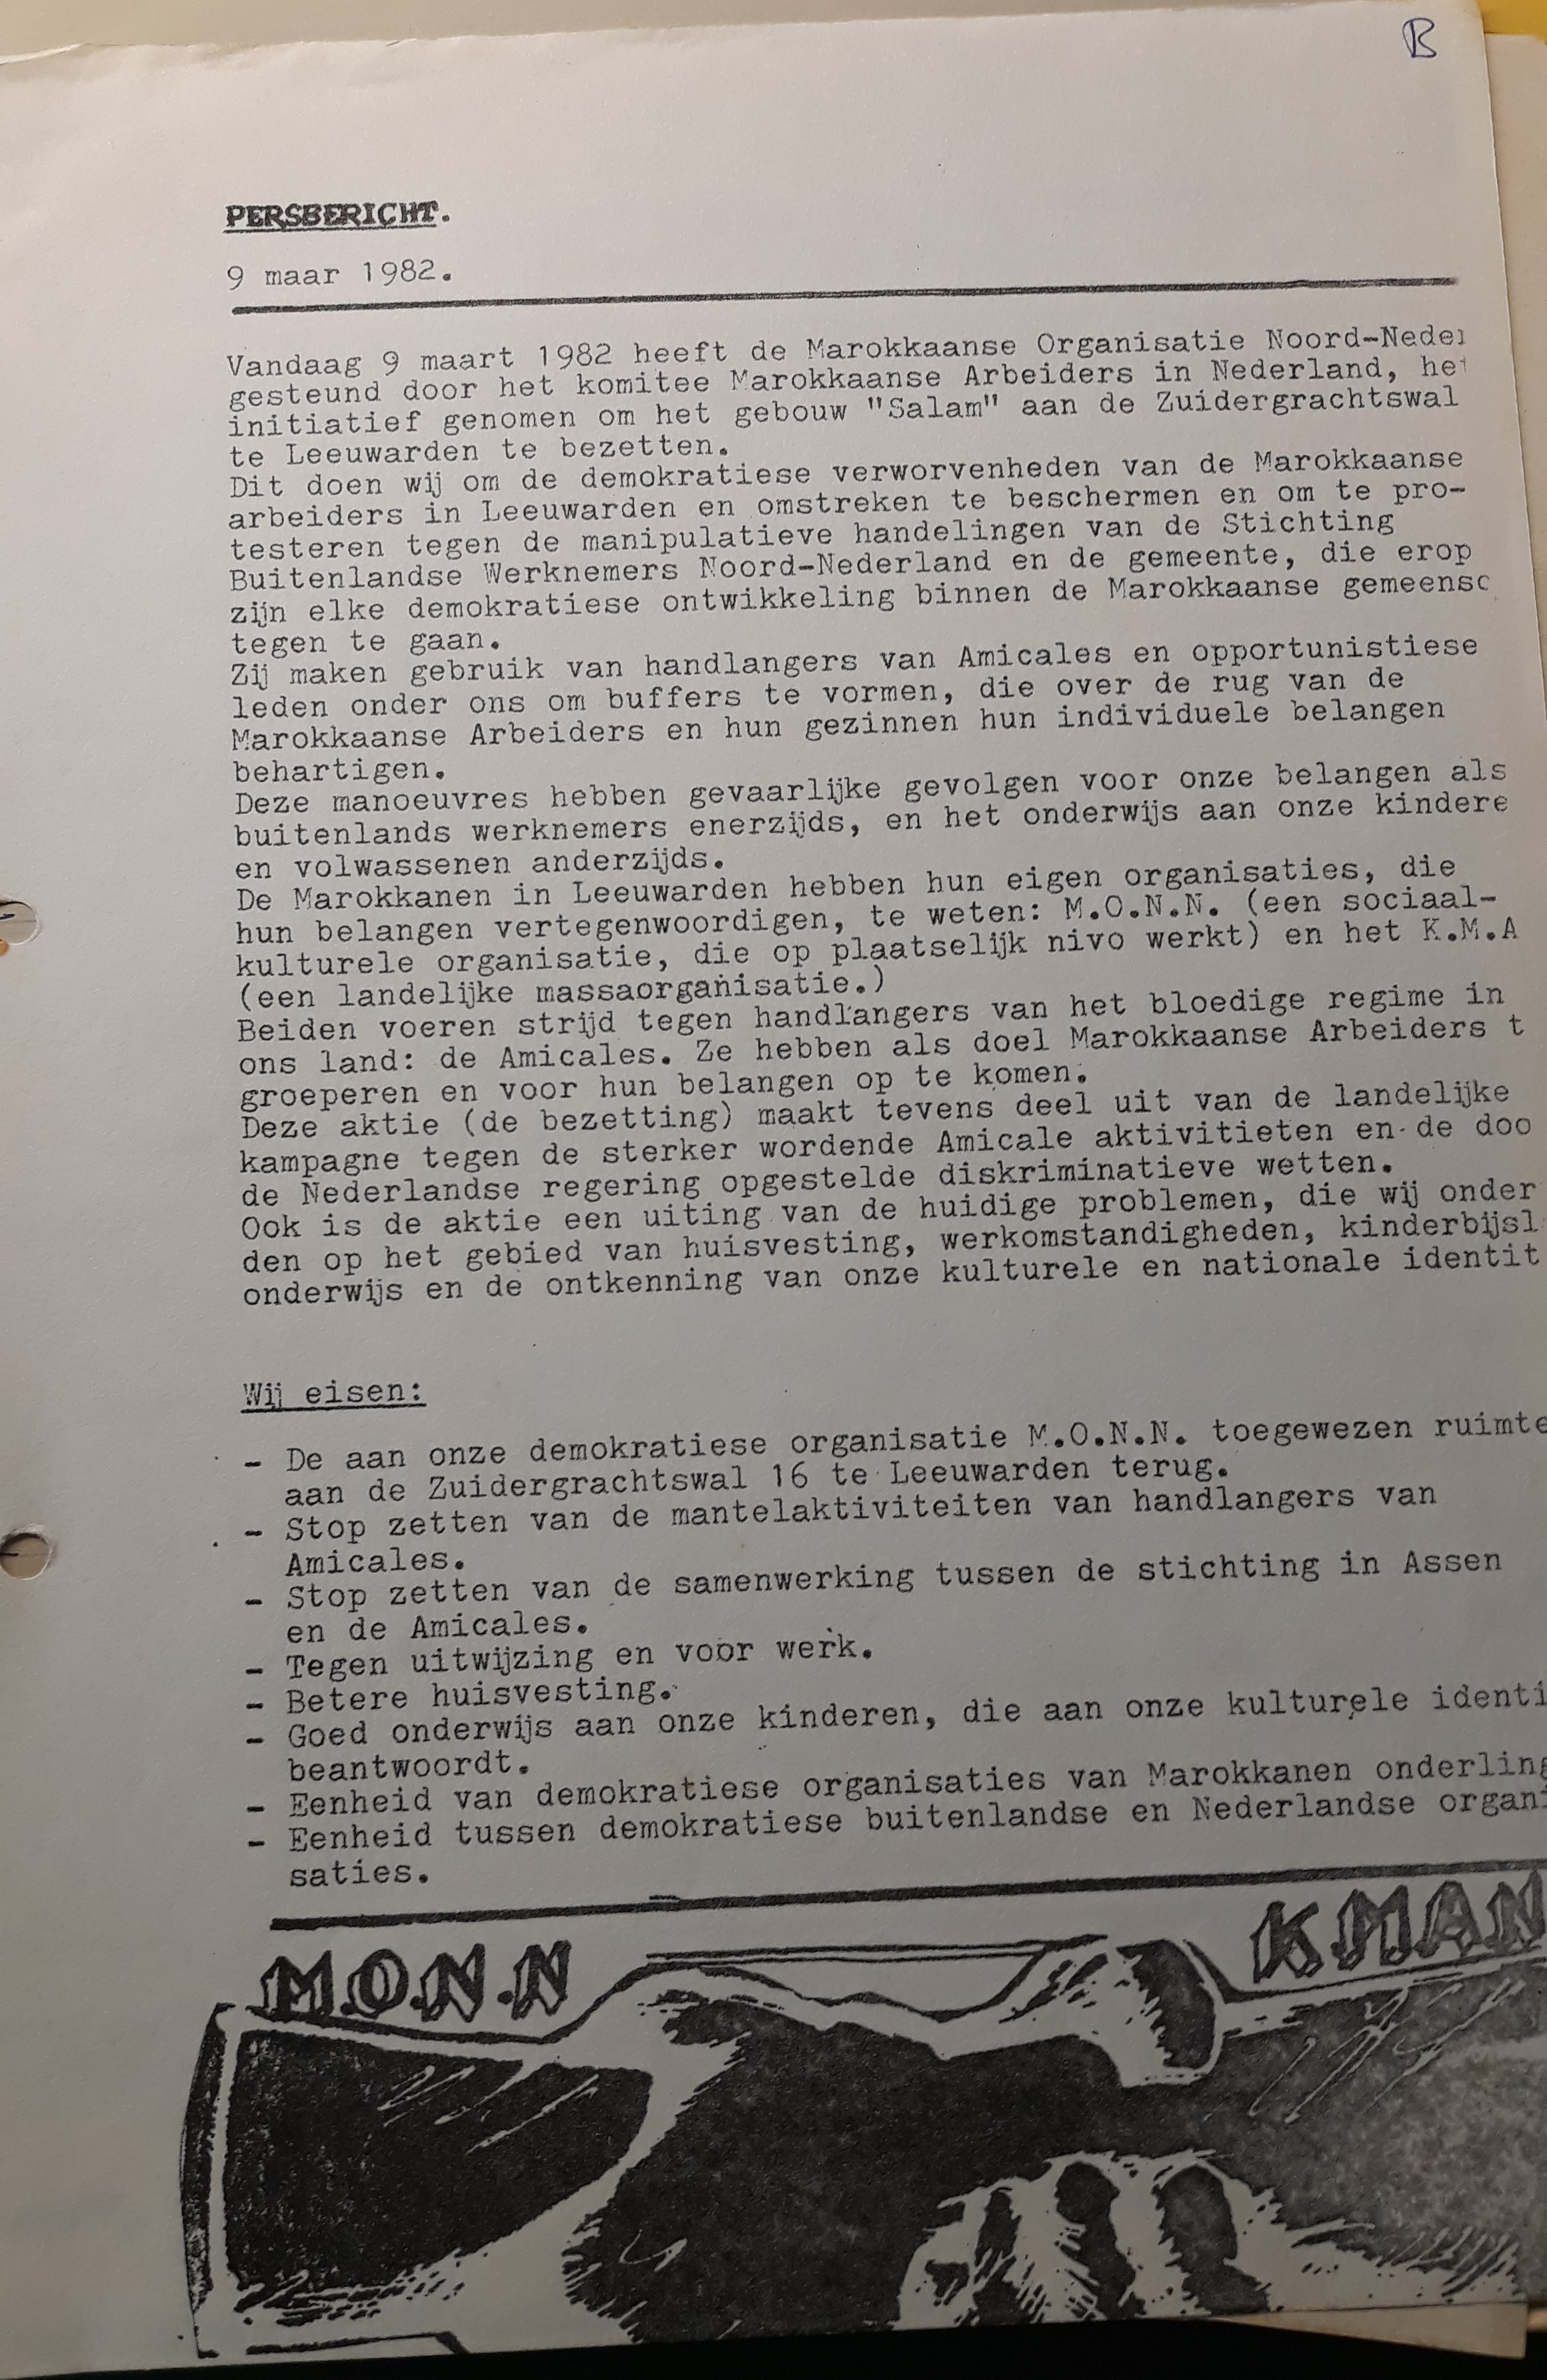 B
PERSBERICHT.
9 maar 1982.
Vandaag 9 maart 1982 heeft de Marokkaanse Organisatie Noord-Neder
gesteund door het komitee Marokkaanse Arbeiders in Nederland, het
initiatief genomen om het gebouw "Salam" aan de Zuidergrachtswal
te Leeuwarden te bezetten.
Dit doen wij om de demokratiese verworvenheden van de Marokkaanse
arbeiders in Leeuwarden en omstreken te beschermen en om te pro-
testeren tegen de manipulatieve handelingen van de Stichting
Buitenlandse Werknemers Noord-Nederland en de gemeente, die erop
zijn elke demokratiese ontwikkeling binnen de Marokkaanse gemeensc
tegen te gaan.
Zij maken gebruik van handlangers van Amicales en opportunistiese
leden onder ons om buffers te vormen, die over de rug van de
Marokkaanse Arbeiders en hun gezinnen hun individuele belangen
behartigen.
Deze manoeuvres hebben gevaarlijke gevolgen voor onze belangen als
buitenlands werknemers enerzijds, en het onderwijs aan onze kindere
en volwassenen anderzijds.
De Marokkanen in Leeuwarden hebben hun eigen organisaties, die
hun belangen vertegenwoordigen, te weten: M.O.N.N. (een sociaal-
kulturele organisatie, die op plaatselijk nivo werkt) en het K.M.A
(een landelijke massaorganisatie.)
Beiden voeren strijd tegen handlangers van het bloedige regime in
ons land: de Amicales. Ze hebben als doel Marokkaanse Arbeiders t
groeperen en voor hun belangen op te komen.
Deze aktie (de bezetting) maakt tevens deel uit van de landelijke
kampagne tegen de sterker wordende Amicale aktivitieten en de doo
de Nederlandse regering opgestelde diskriminatieve wetten.
Ook is de aktie een uiting van de huidige problemen, die wij onder
den op het gebied van huisvesting, werkomstandigheden, kinderbijsl
onderwijs en de ontkenning van onze kulturele en nationale identit
Wij eisen:
- De aan onze demokratiese organisatie M.O.N.N. toegewezen ruimte
aan de Zuidergrachtswal 16 te Leeuwarden terug.
- Stop zetten van de mantelaktiviteiten van handlangers van
Amicales.
- Stop zetten van de samenwerking tussen de stichting in Assen
en de Amicales.
- Tegen uitwijzing en voor werk.
- Betere huisvesting.
- Goed onderwijs aan onze kinderen, die aan onze kulturele identi
beantwoordt.
- Eenheid van demokratiese organisaties van Marokkanen onderling
- Eenheid tussen demokratiese buitenlandse en Nederlandse organi
saties.
M.O.N.N KMAN